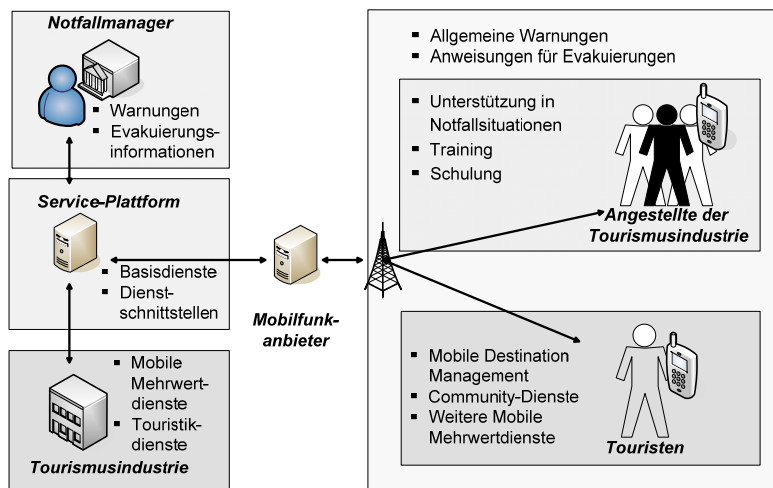 Notfallmanager
▪ Warnungen
▪ Evakuierungs-
informationen
Service-Plattform
▪ Basisdienste
▪ Dienst-
schnittstellen
▪ Mobile
Mehrwert-
dienste
▪ Touristik-
dienste
Tourismusindustrie
Mobilfunk-
anbieter
▪ Allgemeine Warnungen
▪ Anweisungen für Evakuierungen
▪ Unterstützung in
Notfallsituationen
▪ Training
▪ Schulung
Angestellte der
Tourismusindustrie
▪ Mobile Destination
Management
▪ Community-Dienste
▪ Weitere Mobile
Mehrwertdienste
Touristen